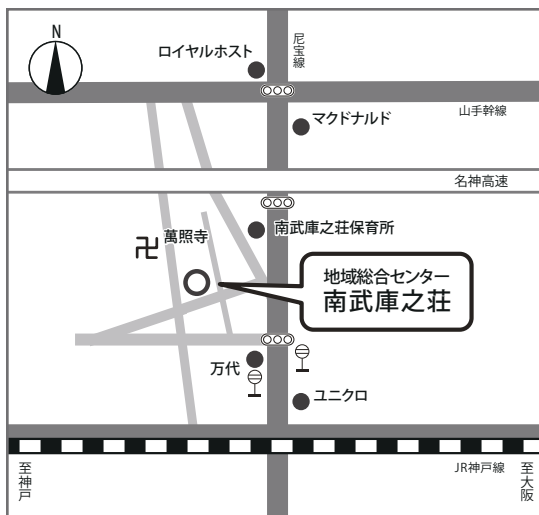 N
ロイヤルホスト
尼宝線
山手幹線
マクドナルド
名神高速
南武庫之荘保育所
萬照寺
地域総合センター
南武庫之荘
万代
ユニクロ
至神戸
JR神戸線
至大阪